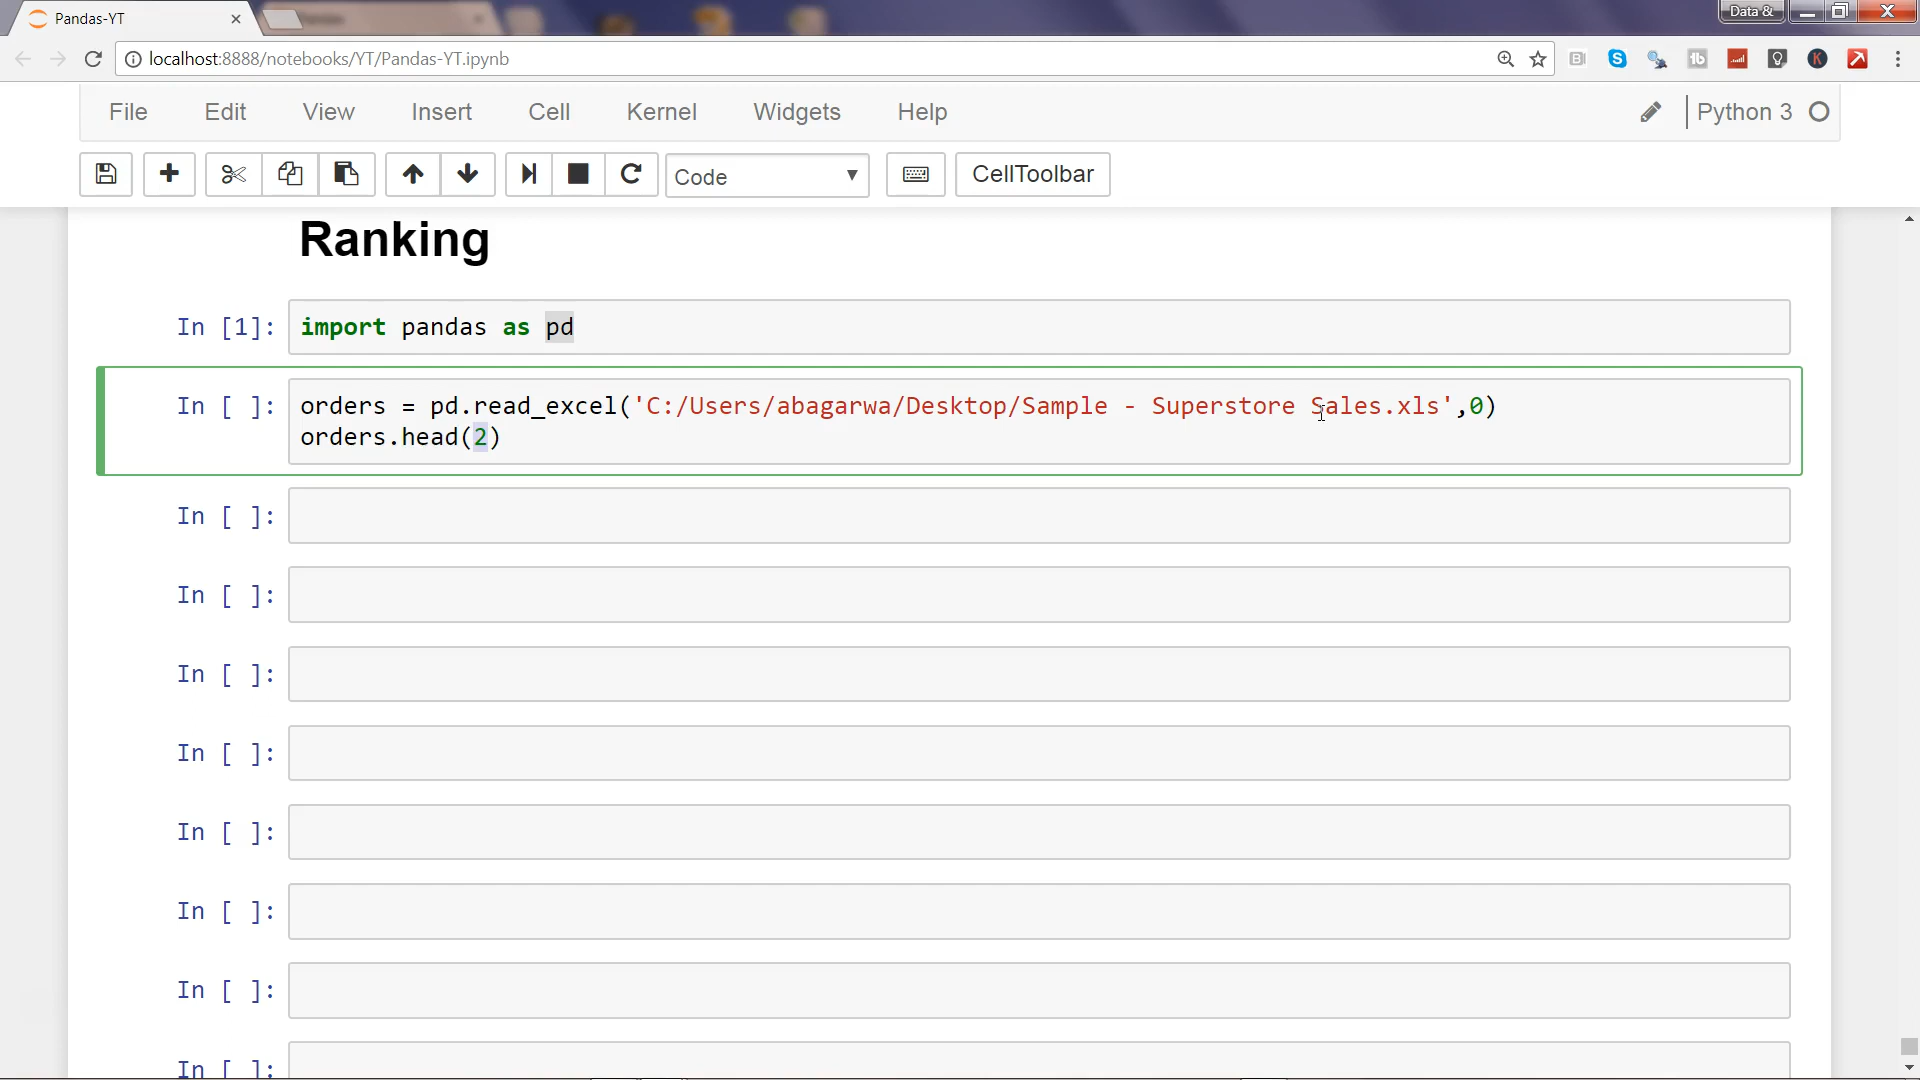 Pandas-YT
Data &
localhost:8888/notebooks/YT/Pandas-YT.ipynb
File Edit View Insert Cell Kernel Widgets Help
Python 3
Code CellToolbar
Ranking
In [1]: import pandas as pd
In [ ]: orders = pd.read_excel('C:/Users/abagarwa/Desktop/Sample - Superstore Sales.xls',0)
orders.head(2)
In [ ]:
In [ ]:
In [ ]:
In [ ]:
In [ ]:
In [ ]:
In [ ]:
In [ ]: